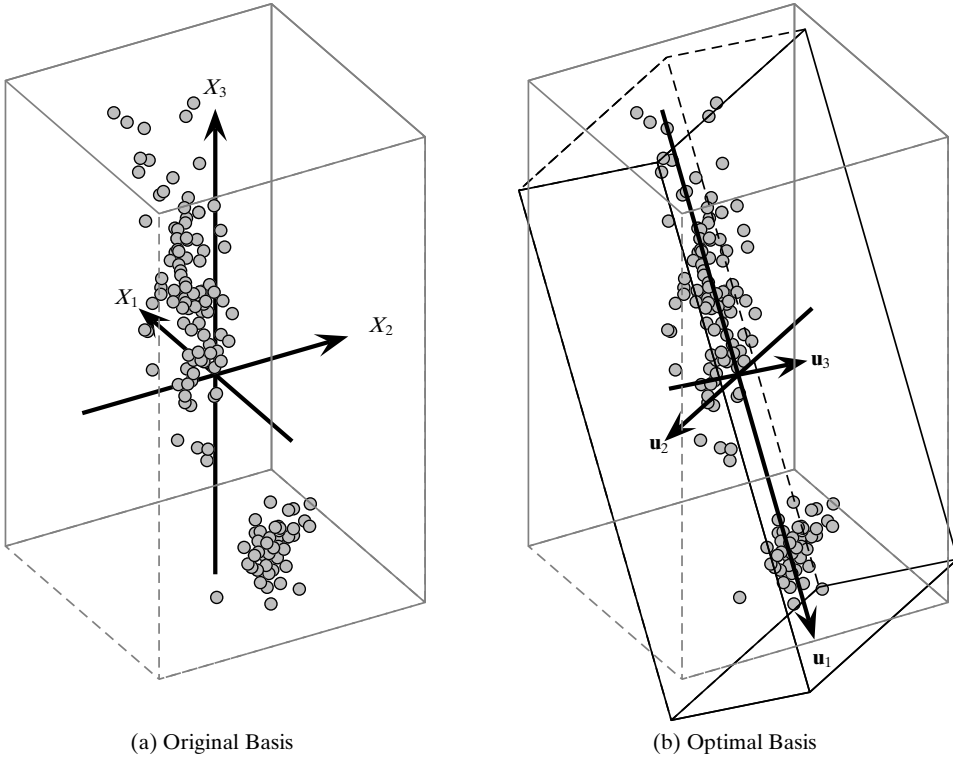 X₃
X₁
X₂
u₃
u₂
u₁
(a) Original Basis
(b) Optimal Basis